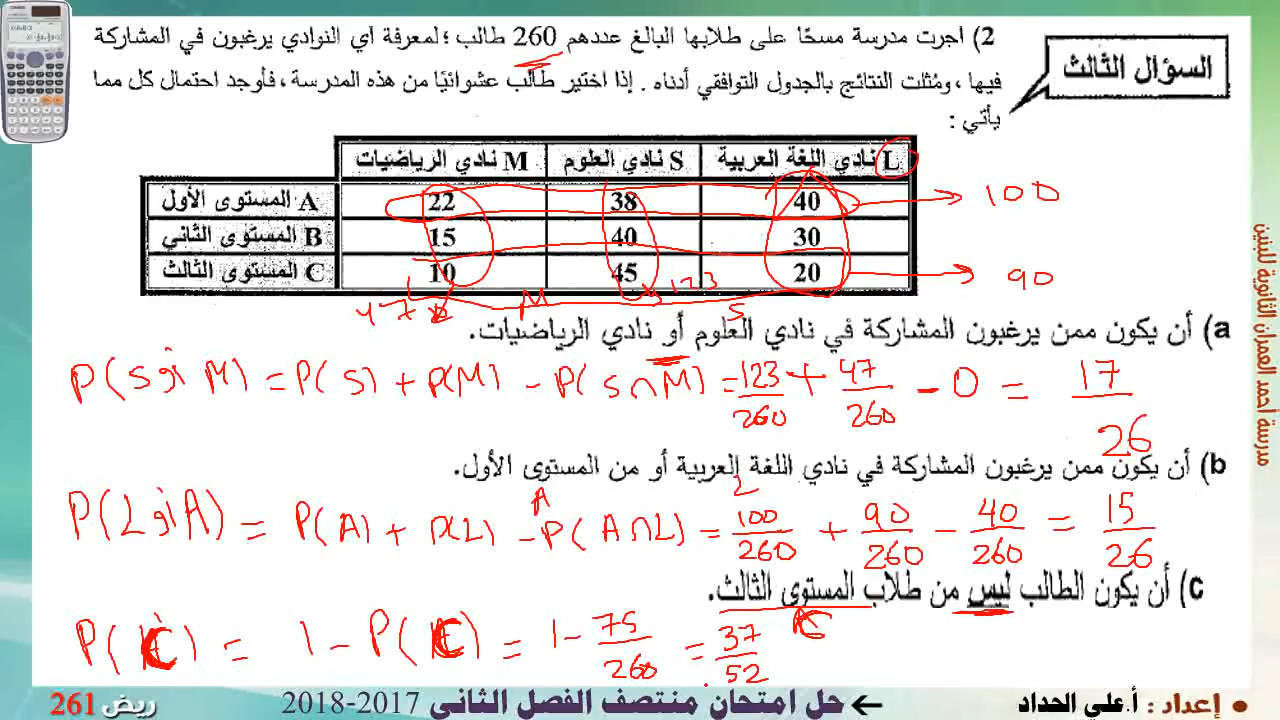 السؤال الثالث
2) اجرت مدرسة مسحًا على طلابها البالغ عددهم 260 طالب ؛ لمعرفة أي النوادي يرغبون في المشاركة
فيها ، ومُثلت النتائج بالجدول التوافقي أدناه . إذا اختير طالب عشوائيًا من هذه المدرسة ، فأوجد احتمال كل مما
يأتي :
L نادي اللغة العربية S نادي العلوم M نادي الرياضيات
A المستوى الأول 22 38 40 → 100
B المستوى الثاني 15 40 30
C المستوى الثالث 10 45 20 → 90
47 M 123 S
a) أن يكون ممن يرغبون المشاركة في نادي العلوم أو نادي الرياضيات.
P(S أو M) = P(S) + P(M) - P(S∩M) = 123/260 + 47/260 - 0 = 17/26
b) أن يكون ممن يرغبون المشاركة في نادي اللغة العربية أو من المستوى الأول.
L A
P(L أو A) = P(A) + P(L) - P(A∩L) = 100/260 + 90/260 - 40/260 = 15/26
c) أن يكون الطالب ليس من طلاب المستوى الثالث.
P(C) = 1 - P(C) = 1 - 75/260 = 37/52
مدرسة أحمد العمران الثانوية للبنين
إعداد : أ.علي الحداد
حل امتحان منتصف الفصل الثاني 2017-2018
ريض 261